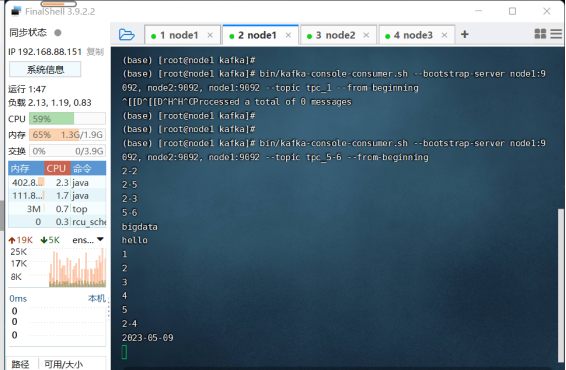 FinalShell 3.9.2.2
同步状态
IP 192.168.88.151 复制
系统信息
运行 1:47
负载 2.13, 1.19, 0.83
CPU 59%
内存 65% 1.3G/1.9G
交换 0% 0/3.9G
内存 CPU 命令
402.8... 2.3 java
111.8... 1.7 java
3M 0.7 top
0 0.3 rcu_sche
19K 5K ens...
25K
17K
8K
0ms 本机
0
0
0
路径 可用/大小
1 node1
2 node1
3 node2
4 node3
(base) [root@node1 kafka]#
(base) [root@node1 kafka]# bin/kafka-console-consumer.sh --bootstrap-server node1:9
092, node2:9092, node1:9092 --topic tpc_1 --from-beginning
^[[D^[[D^H^H^CProcessed a total of 0 messages
(base) [root@node1 kafka]#
(base) [root@node1 kafka]#
(base) [root@node1 kafka]# bin/kafka-console-consumer.sh --bootstrap-server node1:9
092, node2:9092, node1:9092 --topic tpc_5-6 --from-beginning
2-2
2-5
2-3
5-6
bigdata
hello
1
2
3
4
5
2-4
2023-05-09